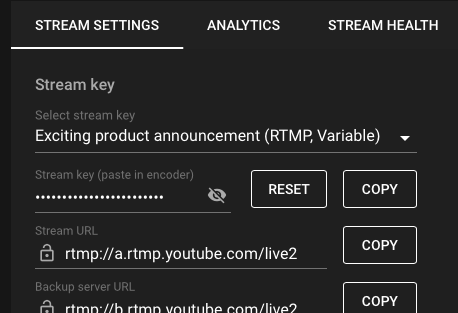 STREAM SETTINGS ANALYTICS STREAM HEALTH
Stream key
Select stream key
Exciting product announcement (RTMP, Variable)
Stream key (paste in encoder)
•••••••••••••••••••••••• RESET COPY
Stream URL
rtmp://a.rtmp.youtube.com/live2 COPY
Backup server URL
rtmp://b.rtmp.youtube.com/live2 COPY